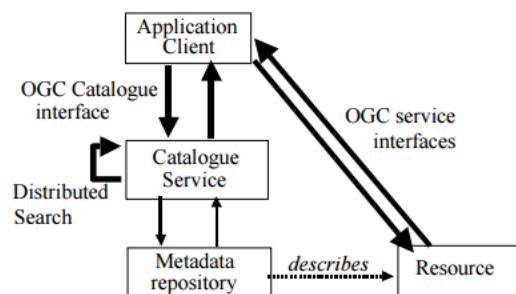 Application
Client
OGC Catalogue
interface
OGC service
interfaces
Catalogue
Service
Distributed
Search
Metadata
repository
describes
Resource